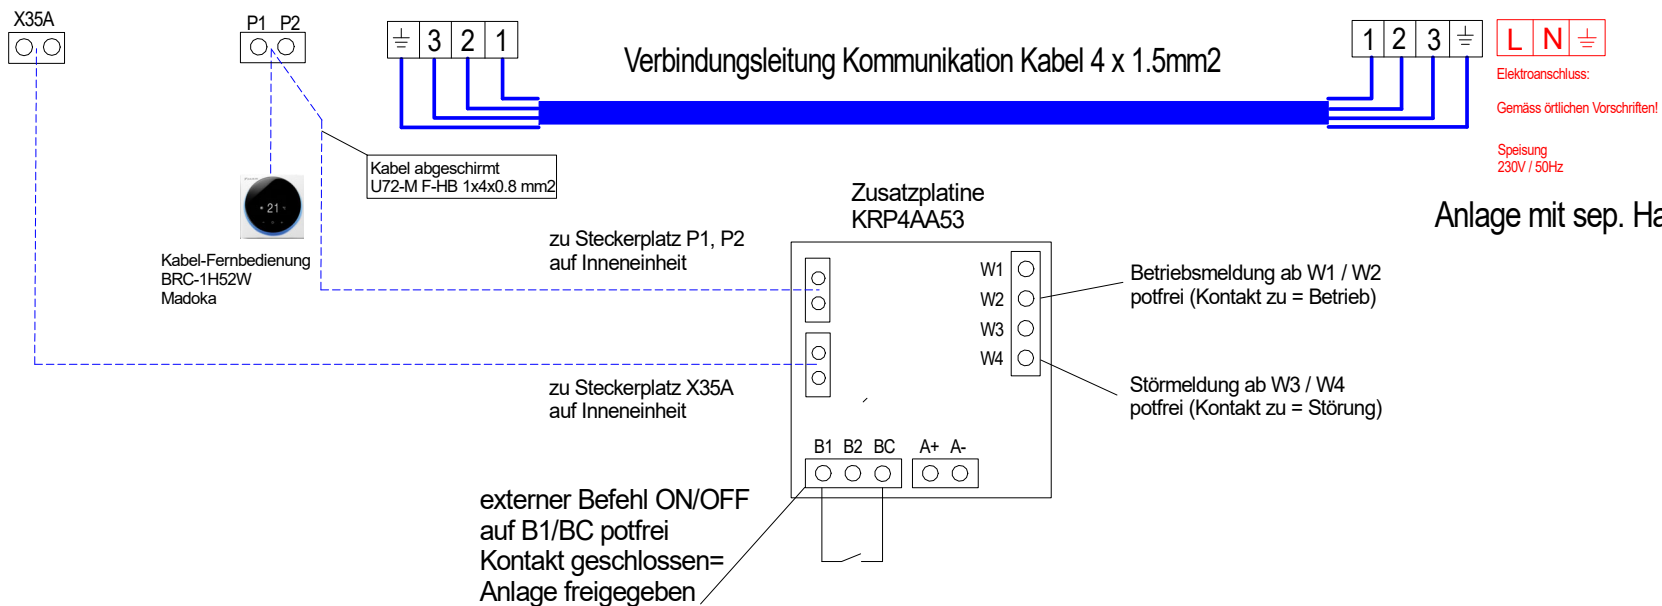 X35A
P1 P2
3 2 1
Verbindungsleitung Kommunikation Kabel 4 x 1.5mm2
1 2 3
L N
Elektroanschluss:
Gemäss örtlichen Vorschriften!
Speisung
230V / 50Hz
Anlage mit sep. Ha
Kabel abgeschirmt
U72-M F-HB 1x4x0.8 mm2
21
Kabel-Fernbedienung
BRC-1H52W
Madoka
zu Steckerplatz P1, P2
auf Inneneinheit
zu Steckerplatz X35A
auf Inneneinheit
Zusatzplatine
KRP4AA53
W1
W2
W3
W4
Betriebsmeldung ab W1 / W2
potfrei (Kontakt zu = Betrieb)
Störmeldung ab W3 / W4
potfrei (Kontakt zu = Störung)
B1 B2 BC A+ A-
externer Befehl ON/OFF
auf B1/BC potfrei
Kontakt geschlossen=
Anlage freigegeben